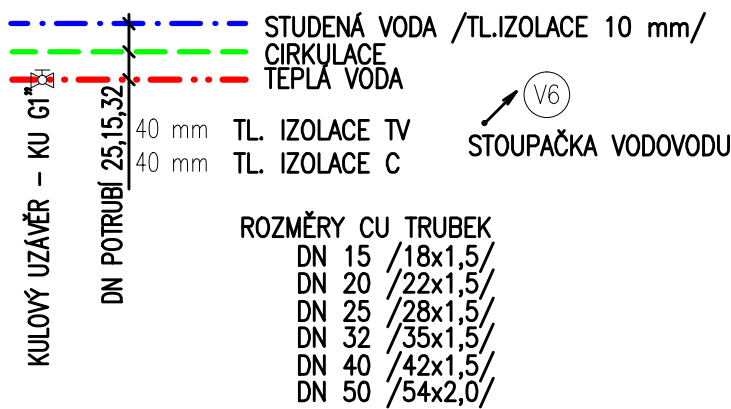 STUDENÁ VODA /TL.IZOLACE 10 mm/
CIRKULACE
TEPLÁ VODA
KULOVÝ UZÁVĚR - KU G1"
DN POTRUBÍ 25,15,32
40 mm TL. IZOLACE TV
40 mm TL. IZOLACE C
V6
STOUPAČKA VODOVODU
ROZMĚRY CU TRUBEK
DN 15 /18x1,5/
DN 20 /22x1,5/
DN 25 /28x1,5/
DN 32 /35x1,5/
DN 40 /42x1,5/
DN 50 /54x2,0/